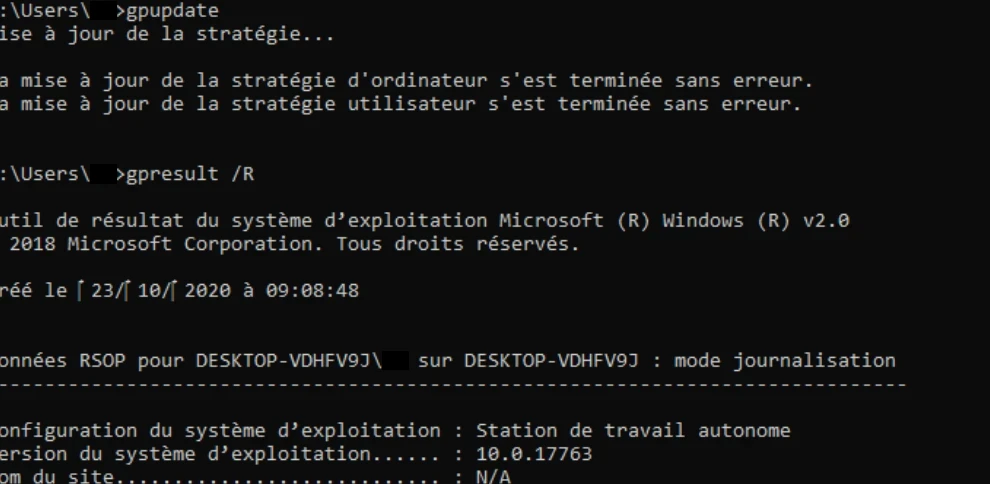 :\Users\ >gpupdate
ise à jour de la stratégie...
a mise à jour de la stratégie d'ordinateur s'est terminée sans erreur.
a mise à jour de la stratégie utilisateur s'est terminée sans erreur.
:\Users\ >gpresult /R
util de résultat du système d’exploitation Microsoft (R) Windows (R) v2.0
2018 Microsoft Corporation. Tous droits réservés.
réé le 23/ 10/ 2020 à 09:08:48
onnées RSOP pour DESKTOP-VDHFV9J\ sur DESKTOP-VDHFV9J : mode journalisation
------------------------------------------------------------------------------
onfiguration du système d’exploitation : Station de travail autonome
ersion du système d’exploitation...... : 10.0.17763
om du site............................ : N/A